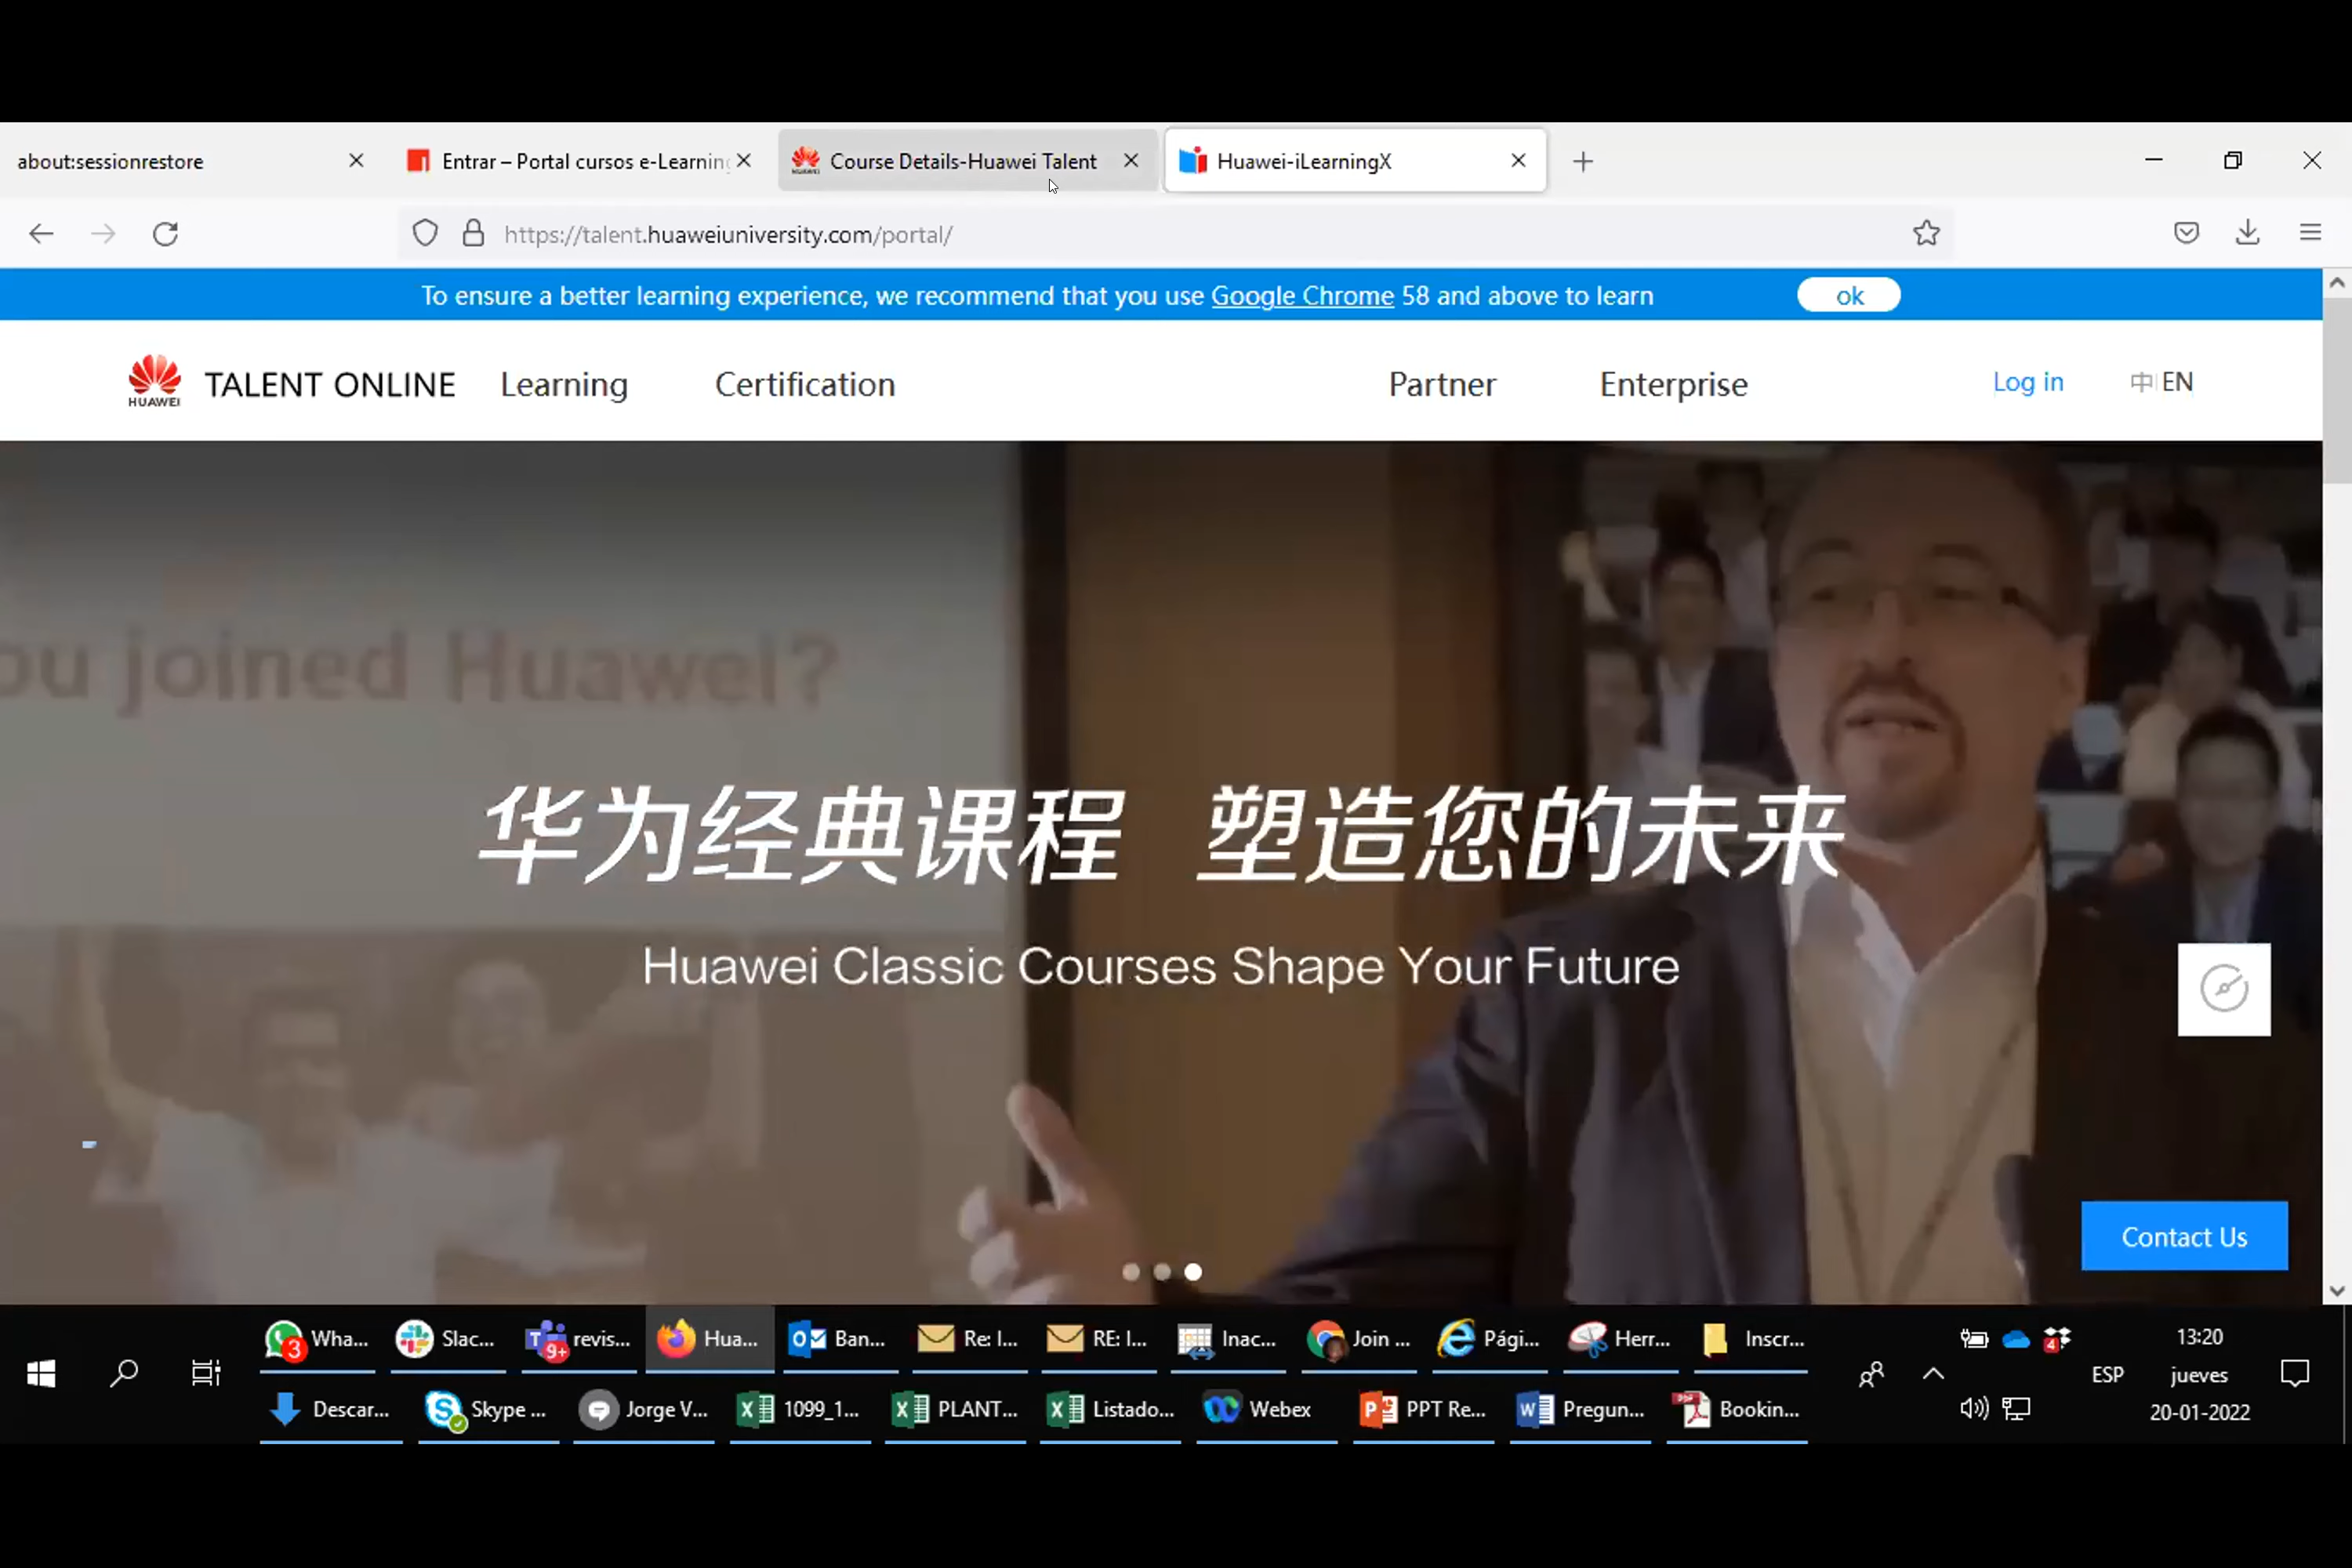 about:sessionrestore
Entrar – Portal cursos e-Learning
Course Details-Huawei Talent
Huawei-iLearningX
https://talent.huaweiuniversity.com/portal/
To ensure a better learning experience, we recommend that you use Google Chrome 58 and above to learn
ok
HUAWEI
TALENT ONLINE
Learning
Certification
Partner
Enterprise
Log in
中 EN
ou joined Huawei?
华为经典课程 塑造您的未来
Huawei Classic Courses Shape Your Future
Contact Us
3
Wha...
Slac...
9+
revis...
Hua...
Ban...
Re: I...
RE: I...
Inac...
Join ...
Pági...
Herr...
Inscr...
4
13:20
ESP
jueves
Descar...
Skype ...
Jorge V...
1099_1...
PLANT...
Listado...
Webex
PPT Re...
Pregun...
Bookin...
20-01-2022